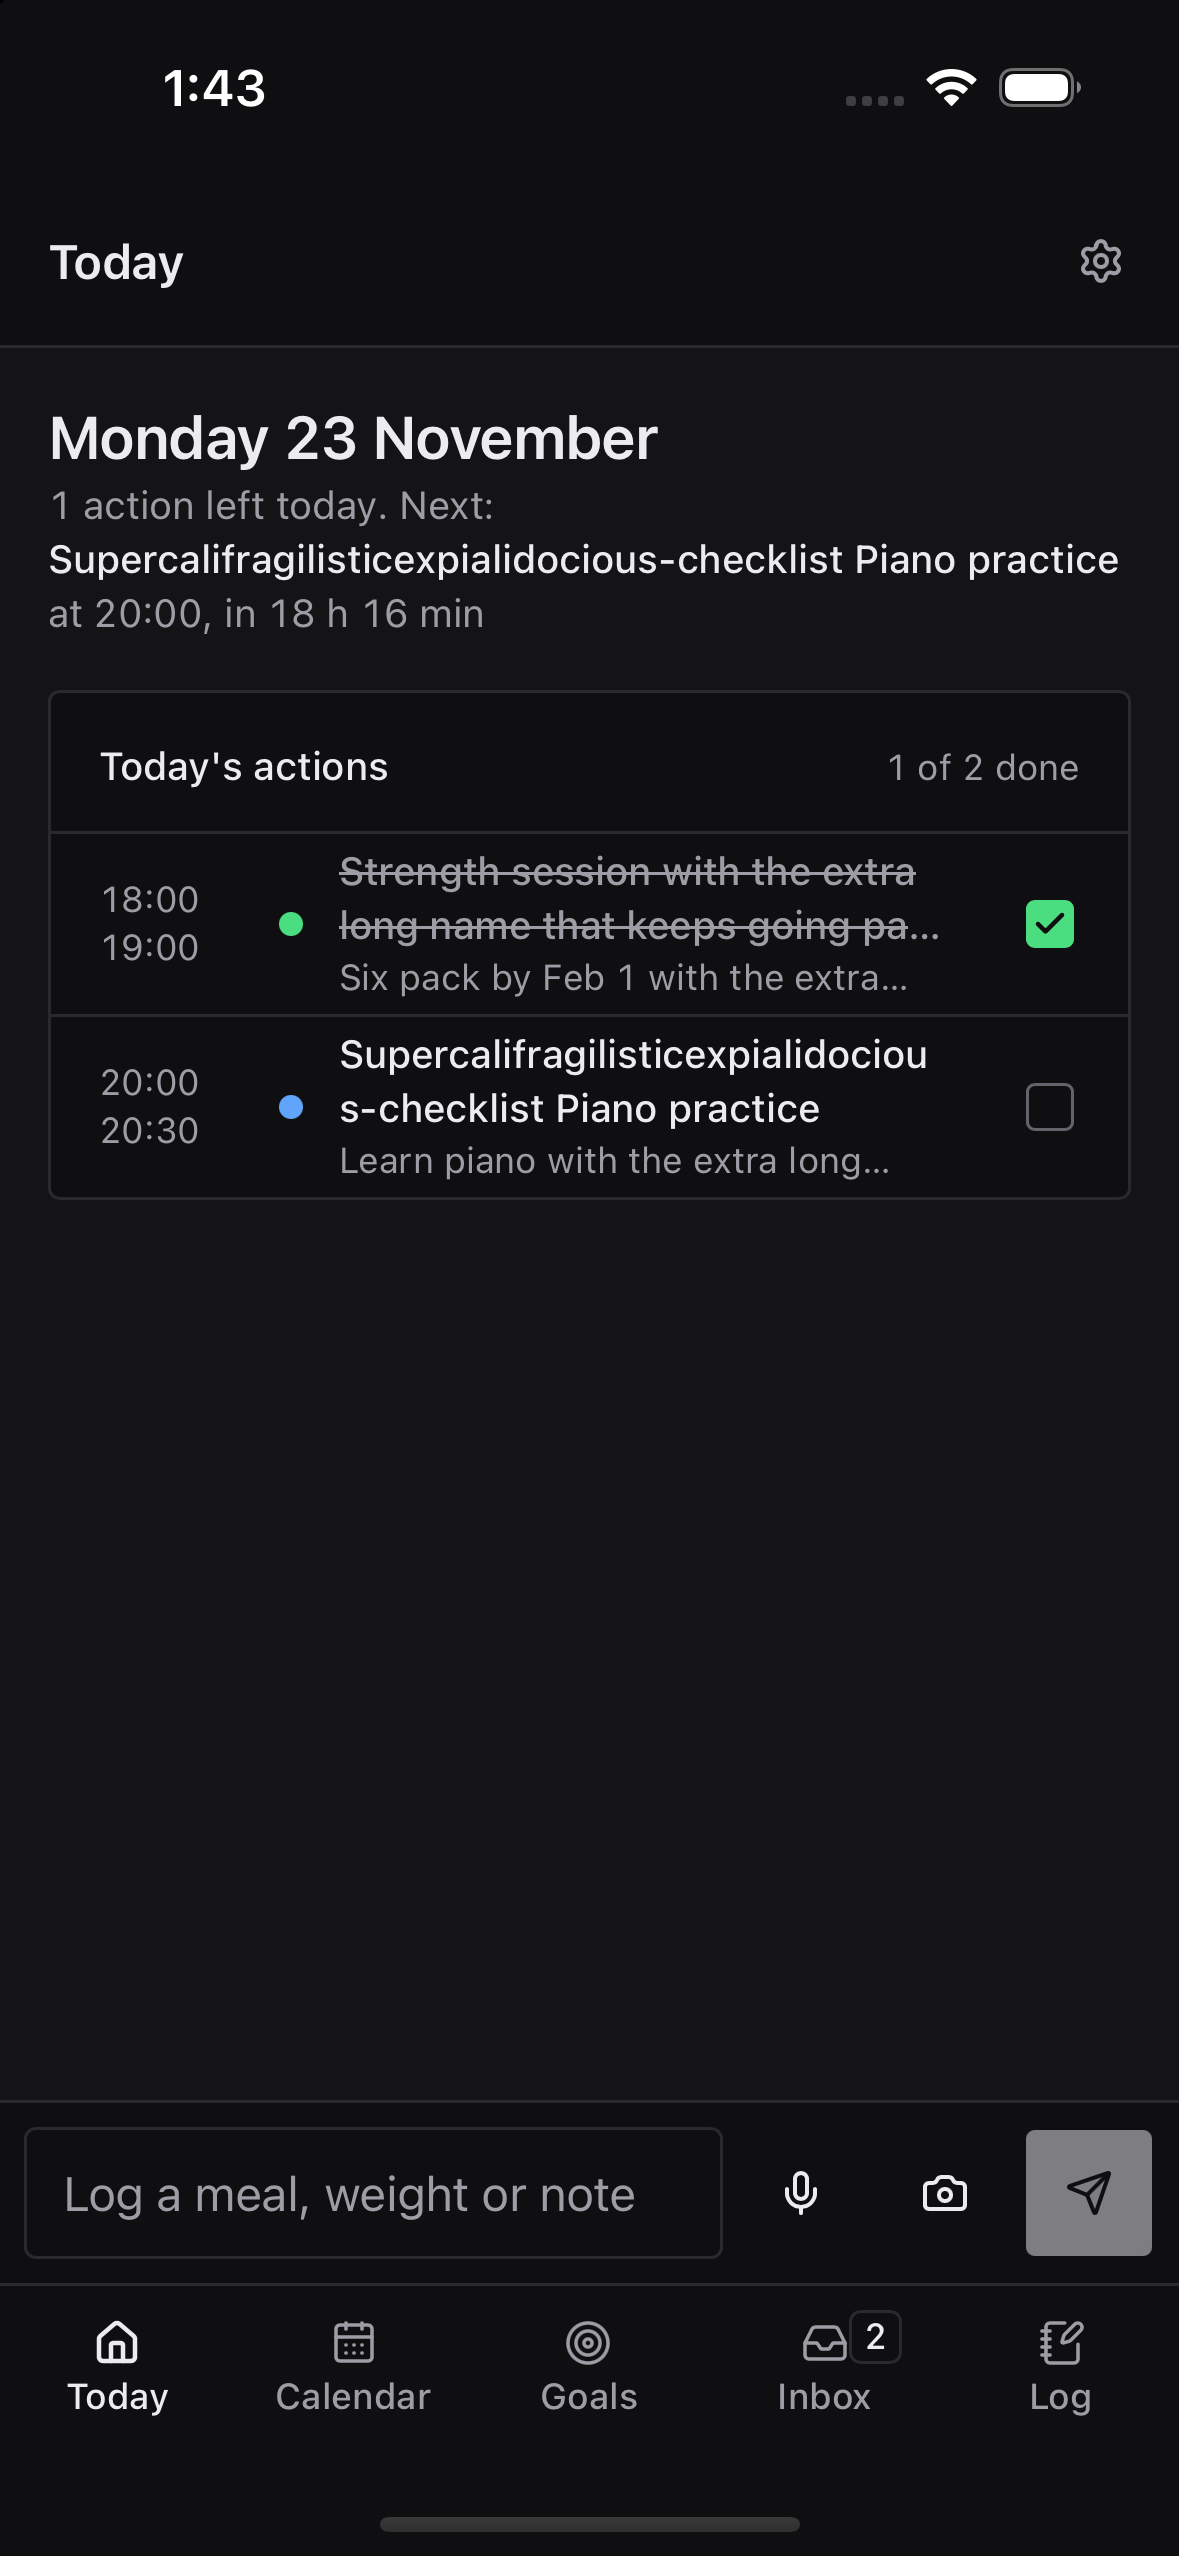 1:43
Today
Monday 23 November
1 action left today. Next:
Supercalifragilisticexpialidocious-checklist Piano practice
at 20:00, in 18 h 16 min
Today's actions
1 of 2 done
18:00
19:00
Strength session with the extra
long name that keeps going pa...
Six pack by Feb 1 with the extra...
20:00
20:30
Supercalifragilisticexpialidociou
s-checklist Piano practice
Learn piano with the extra long...
Log a meal, weight or note
2
Today
Calendar
Goals
Inbox
Log